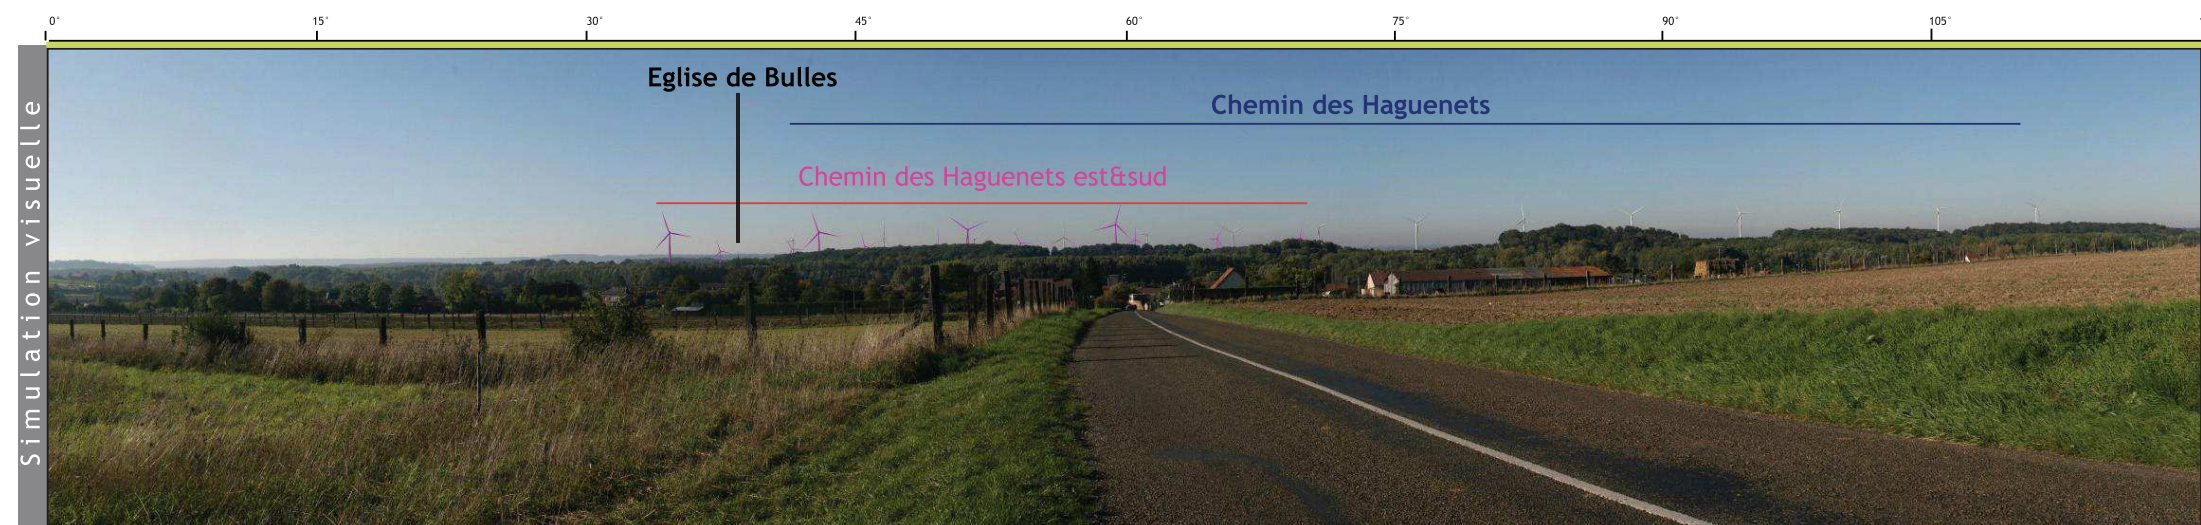 0°
15°
30°
45°
60°
75°
90°
105°
Simulation visuelle
Eglise de Bulles
Chemin des Haguenets
Chemin des Haguenets est&sud